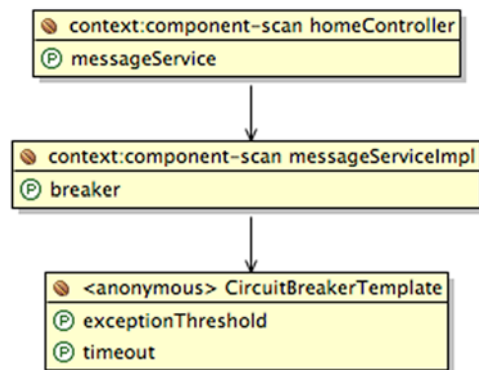 context:component-scan homeController
P messageService
context:component-scan messageServiceImpl
P breaker
<anonymous> CircuitBreakerTemplate
P exceptionThreshold
P timeout